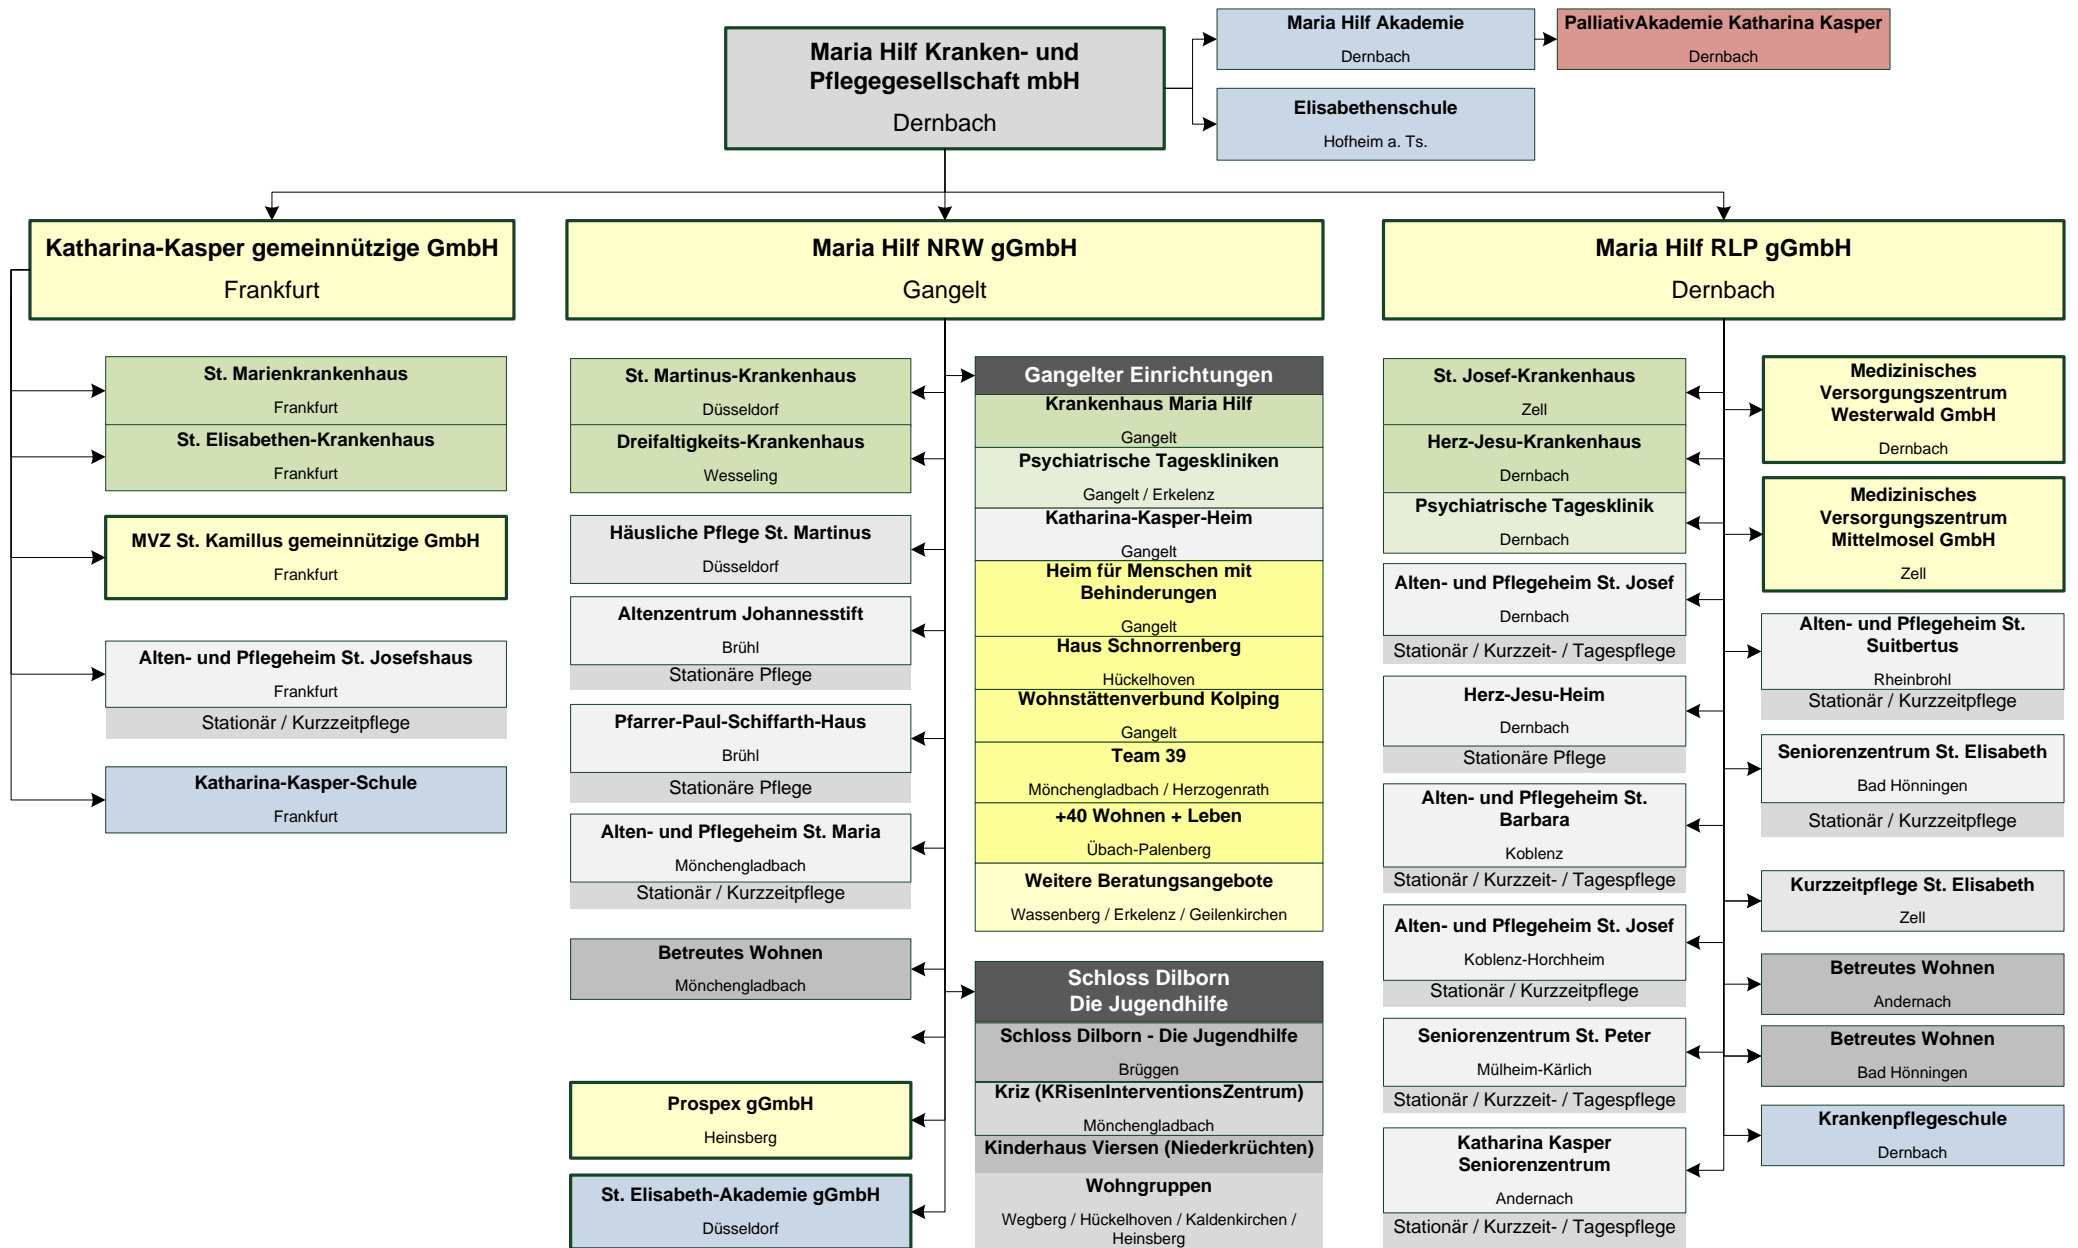 Maria Hilf Kranken- und
Pflegegesellschaft mbH
Dernbach
Maria Hilf Akademie
Dernbach
PalliativAkademie Katharina Kasper
Dernbach
Elisabethenschule
Hofheim a. Ts.
Katharina-Kasper gemeinnützige GmbH
Frankfurt
St. Marienkrankenhaus
Frankfurt
St. Elisabethen-Krankenhaus
Frankfurt
MVZ St. Kamillus gemeinnützige GmbH
Frankfurt
Alten- und Pflegeheim St. Josefshaus
Frankfurt
Stationär / Kurzzeitpflege
Katharina-Kasper-Schule
Frankfurt
Maria Hilf NRW gGmbH
Gangelt
St. Martinus-Krankenhaus
Düsseldorf
Dreifaltigkeits-Krankenhaus
Wesseling
Häusliche Pflege St. Martinus
Düsseldorf
Altenzentrum Johannesstift
Brühl
Stationäre Pflege
Pfarrer-Paul-Schiffarth-Haus
Brühl
Stationäre Pflege
Alten- und Pflegeheim St. Maria
Mönchengladbach
Stationär / Kurzzeitpflege
Betreutes Wohnen
Mönchengladbach
Prospex gGmbH
Heinsberg
St. Elisabeth-Akademie gGmbH
Düsseldorf
Gangelter Einrichtungen
Krankenhaus Maria Hilf
Gangelt
Psychiatrische Tageskliniken
Gangelt / Erkelenz
Katharina-Kasper-Heim
Gangelt
Heim für Menschen mit
Behinderungen
Gangelt
Haus Schnorrenberg
Hückelhoven
Wohnstättenverbund Kolping
Gangelt
Team 39
Mönchengladbach / Herzogenrath
+40 Wohnen + Leben
Übach-Palenberg
Weitere Beratungsangebote
Wassenberg / Erkelenz / Geilenkirchen
Schloss Dilborn
Die Jugendhilfe
Schloss Dilborn - Die Jugendhilfe
Brüggen
Kriz (KRisenInterventionsZentrum)
Mönchengladbach
Kinderhaus Viersen (Niederkrüchten)
Wohngruppen
Wegberg / Hückelhoven / Kaldenkirchen /
Heinsberg
Maria Hilf RLP gGmbH
Dernbach
St. Josef-Krankenhaus
Zell
Herz-Jesu-Krankenhaus
Dernbach
Psychiatrische Tagesklinik
Dernbach
Alten- und Pflegeheim St. Josef
Dernbach
Stationär / Kurzzeit- / Tagespflege
Herz-Jesu-Heim
Dernbach
Stationäre Pflege
Alten- und Pflegeheim St.
Barbara
Koblenz
Stationär / Kurzzeit- / Tagespflege
Alten- und Pflegeheim St. Josef
Koblenz-Horchheim
Stationär / Kurzzeitpflege
Seniorenzentrum St. Peter
Mülheim-Kärlich
Stationär / Kurzzeit- / Tagespflege
Katharina Kasper
Seniorenzentrum
Andernach
Stationär / Kurzzeit- / Tagespflege
Medizinisches
Versorgungszentrum
Westerwald GmbH
Dernbach
Medizinisches
Versorgungszentrum
Mittelmosel GmbH
Zell
Alten- und Pflegeheim St.
Suitbertus
Rheinbrohl
Stationär / Kurzzeitpflege
Seniorenzentrum St. Elisabeth
Bad Hönningen
Stationär / Kurzzeitpflege
Kurzzeitpflege St. Elisabeth
Zell
Betreutes Wohnen
Andernach
Betreutes Wohnen
Bad Hönningen
Krankenpflegeschule
Dernbach